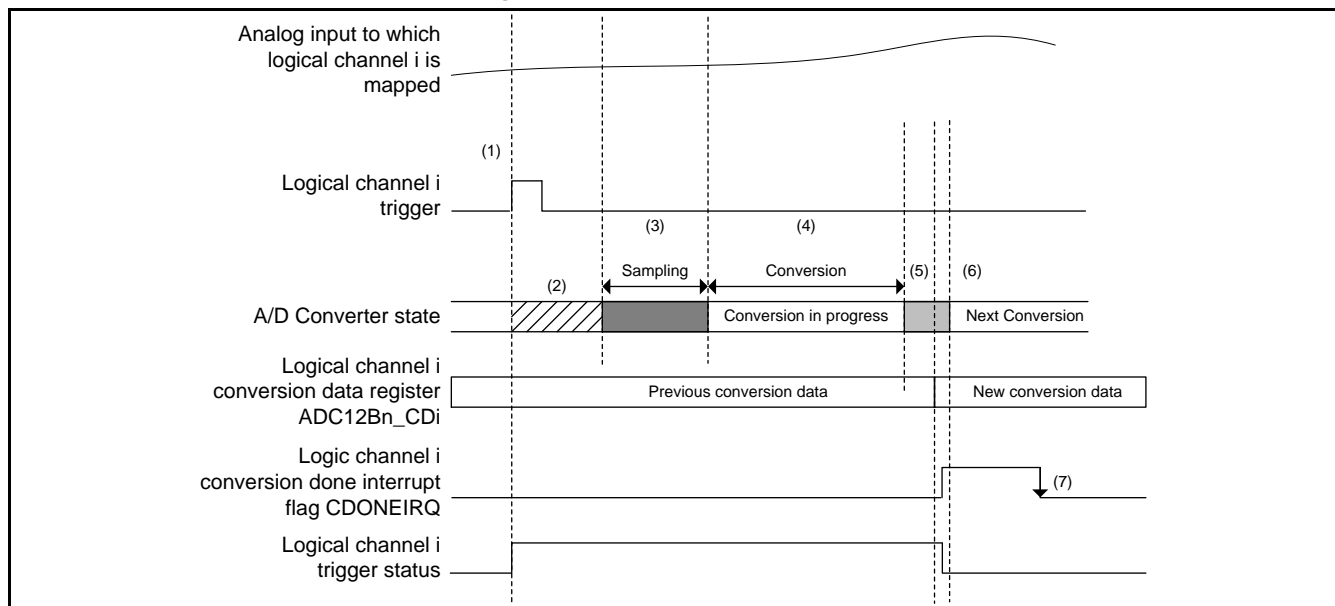 Analog input to which
logical channel i is
mapped
(1)
Logical channel i
trigger
(3)
(4)
Sampling
Conversion
(5)
(6)
(2)
A/D Converter state
Conversion in progress
Next Conversion
Logical channel i
conversion data register
ADC12Bn_CDi
Previous conversion data
New conversion data
Logic channel i
conversion done interrupt
flag CDONEIRQ
(7)
Logical channel i
trigger status